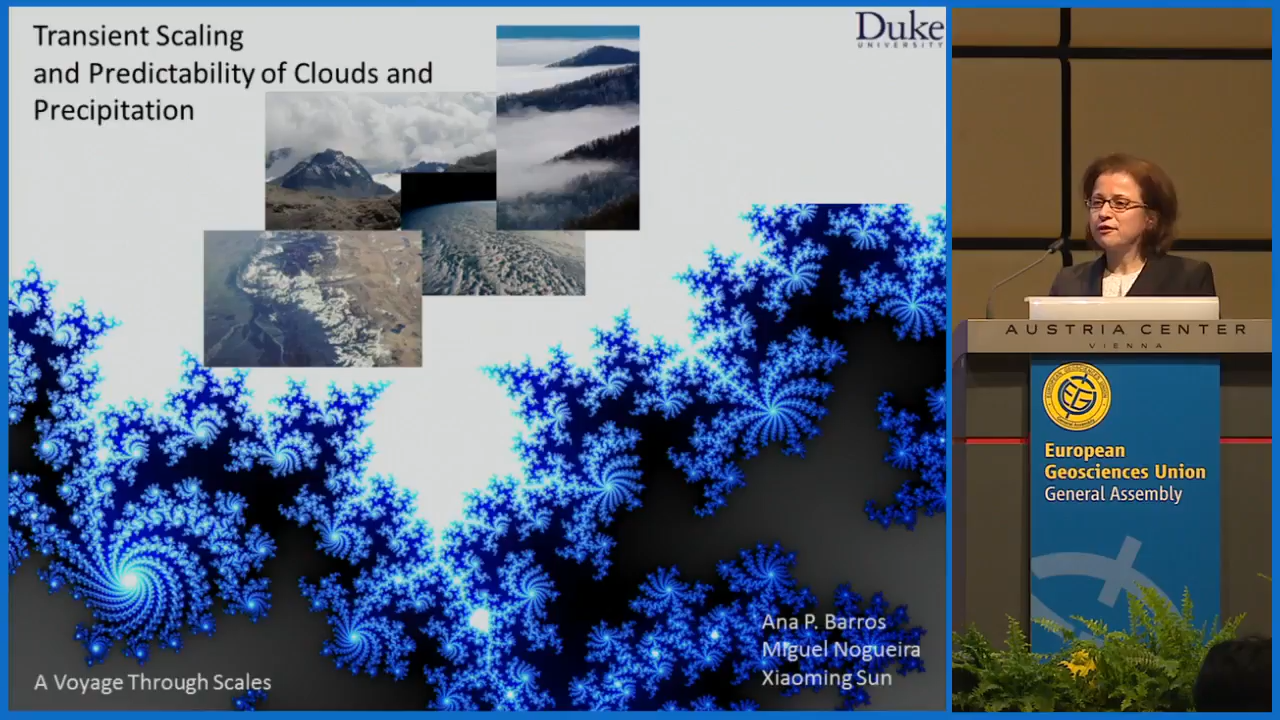 Transient Scaling
and Predictability of Clouds and
Precipitation
Duke
UNIVERSITY
Ana P. Barros
Miguel Nogueira
Xiaoming Sun
A Voyage Through Scales
AUSTRIA CENTER
VIENNA
European
Geosciences Union
General Assembly